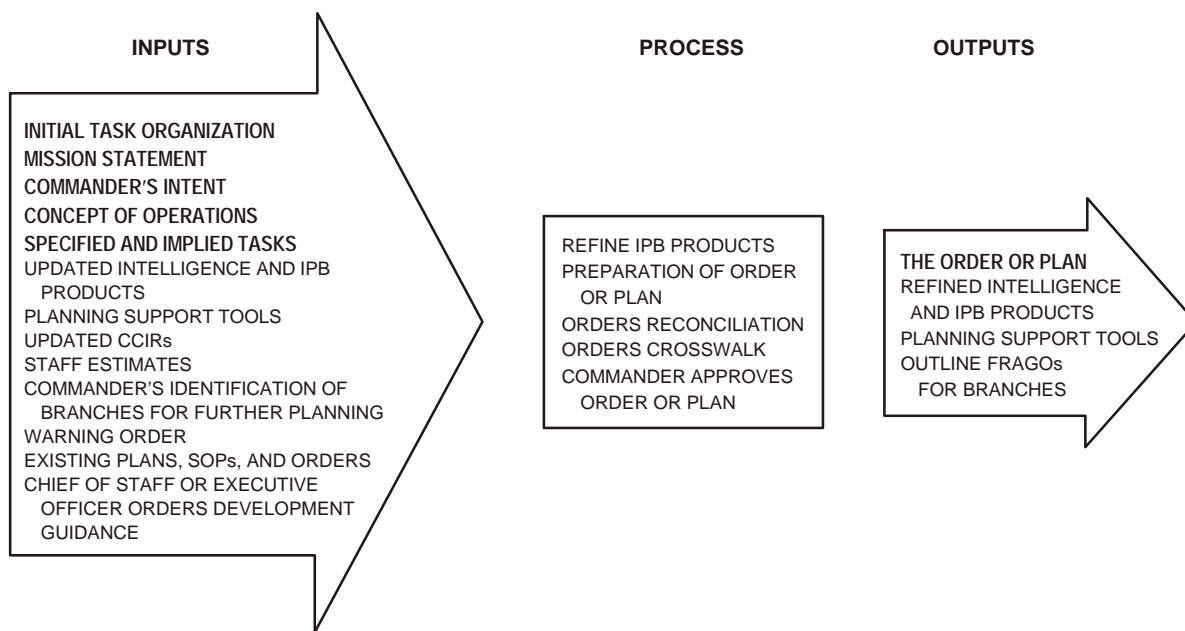 INPUTS
INITIAL TASK ORGANIZATION
MISSION STATEMENT
COMMANDER'S INTENT
CONCEPT OF OPERATIONS
SPECIFIED AND IMPLIED TASKS
UPDATED INTELLIGENCE AND IPB
PRODUCTS
PLANNING SUPPORT TOOLS
UPDATED CCIRs
STAFF ESTIMATES
COMMANDER'S IDENTIFICATION OF
BRANCHES FOR FURTHER PLANNING
WARNING ORDER
EXISTING PLANS, SOPs, AND ORDERS
CHIEF OF STAFF OR EXECUTIVE
OFFICER ORDERS DEVELOPMENT
GUIDANCE
PROCESS
REFINE IPB PRODUCTS
PREPARATION OF ORDER
OR PLAN
ORDERS RECONCILIATION
ORDERS CROSSWALK
COMMANDER APPROVES
ORDER OR PLAN
OUTPUTS
THE ORDER OR PLAN
REFINED INTELLIGENCE
AND IPB PRODUCTS
PLANNING SUPPORT TOOLS
OUTLINE FRAGOs
FOR BRANCHES